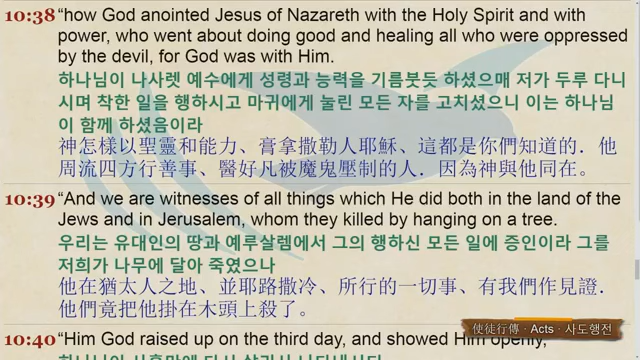 10:38 “how God anointed Jesus of Nazareth with the Holy Spirit and with
power, who went about doing good and healing all who were oppressed
by the devil, for God was with Him.
하나님이 나사렛 예수에게 성령과 능력을 기름붓듯 하셨으매 저가 두루 다니
시며 착한 일을 행하시고 마귀에게 눌린 모든 자를 고치셨으니 이는 하나님
이 함께 하셨음이라
神怎樣以聖靈和能力、膏拿撒勒人耶穌、這都是你們知道的．他
周流四方行善事、醫好凡被魔鬼壓制的人．因為神與他同在。
10:39 “And we are witnesses of all things which He did both in the land of the
Jews and in Jerusalem, whom they killed by hanging on a tree.
우리는 유대인의 땅과 예루살렘에서 그의 행하신 모든 일에 증인이라 그를
저희가 나무에 달아 죽였으나
他在猶太人之地、並耶路撒冷、所行的一切事、有我們作見證．
他們竟把他掛在木頭上殺了。
10:40 “Him God raised up on the third day, and showed Him openly,
使徒行傳 · Acts · 사도행전